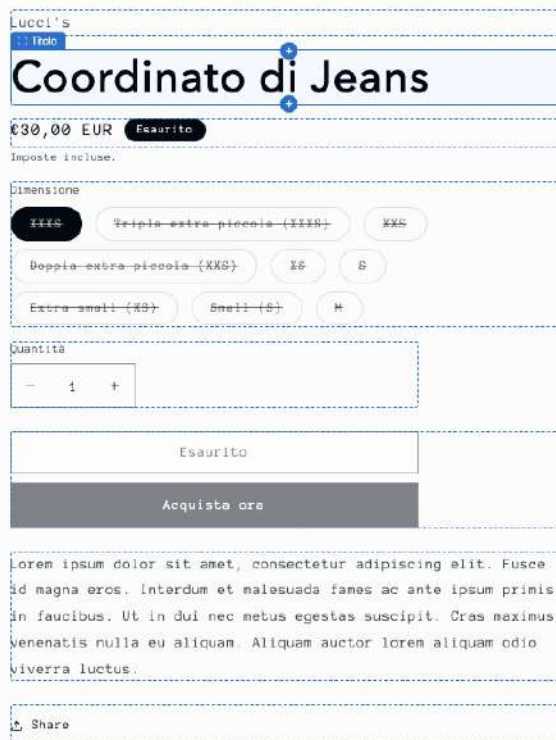 Lucci's
Titolo
Coordinato di Jeans
€30,00 EUR Esaurito
Imposte incluse.
Dimensione
XXXS Tripla extra piccola (XXXS) XXS
Doppia extra piccola (XXS) XS S
Extra small (XS) Small (S) M
Quantità
− 1 +
Esaurito
Acquista ora
Lorem ipsum dolor sit amet, consectetur adipiscing elit. Fusce
id magna eros. Interdum et malesuada fames ac ante ipsum primis
in faucibus. Ut in dui nec metus egestas suscipit. Cras maximus
venenatis nulla eu aliquam. Aliquam auctor lorem aliquam odio
viverra luctus.
Share